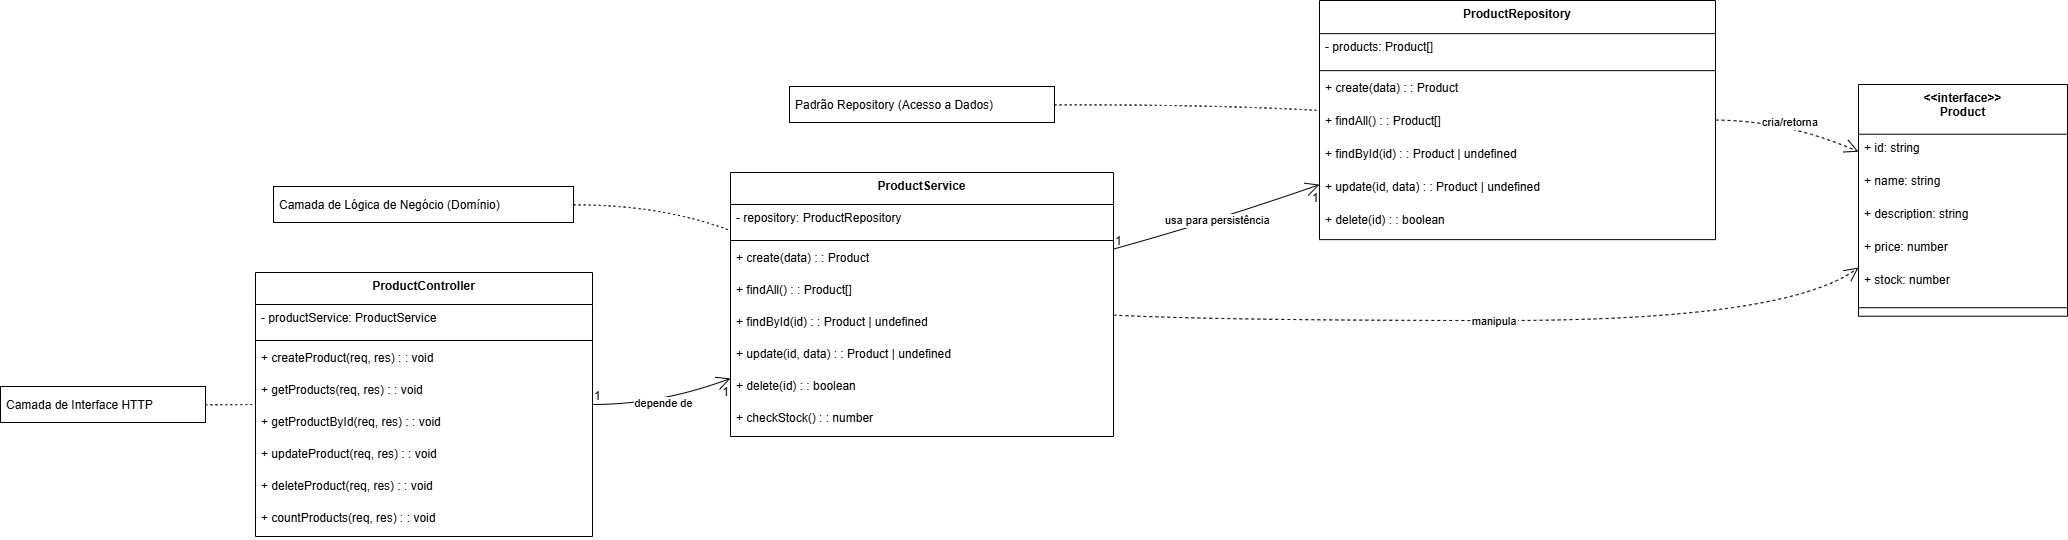 Camada de Interface HTTP
Camada de Lógica de Negócio (Domínio)
ProductController
- productService: ProductService
+ createProduct(req, res) : : void
+ getProducts(req, res) : : void
+ getProductById(req, res) : : void
+ updateProduct(req, res) : : void
+ deleteProduct(req, res) : : void
+ countProducts(req, res) : : void
1
depende de
1
ProductService
- repository: ProductRepository
+ create(data) : : Product
+ findAll() : : Product[]
+ findById(id) : : Product | undefined
+ update(id, data) : : Product | undefined
+ delete(id) : : boolean
+ checkStock() : : number
Padrão Repository (Acesso a Dados)
1
usa para persistência
1
manipula
ProductRepository
- products: Product[]
+ create(data) : : Product
+ findAll() : : Product[]
+ findById(id) : : Product | undefined
+ update(id, data) : : Product | undefined
+ delete(id) : : boolean
cria/retorna
<<interface>>
Product
+ id: string
+ name: string
+ description: string
+ price: number
+ stock: number